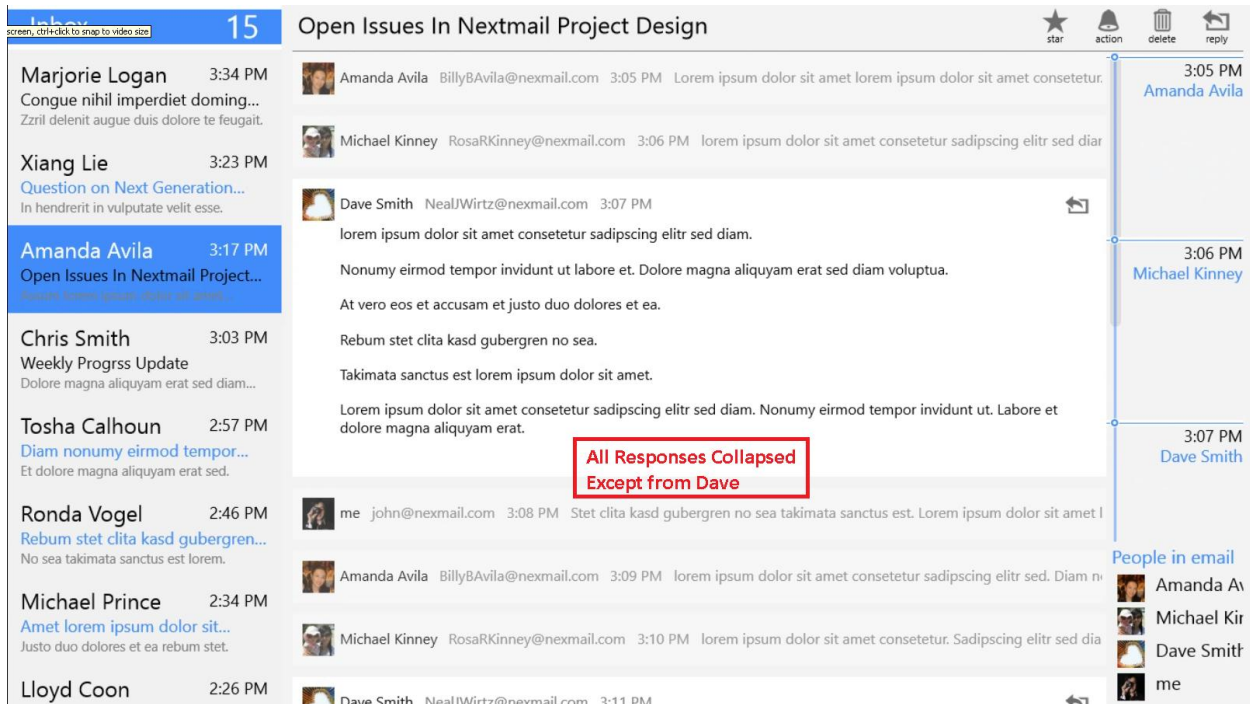 Inbox 15
screen, ctrl+click to snap to video size
Marjorie Logan 3:34 PM
Congue nihil imperdiet doming...
Zzril delenit augue duis dolore te feugait.
Xiang Lie 3:23 PM
Question on Next Generation...
In hendrerit in vulputate velit esse.
Amanda Avila 3:17 PM
Open Issues In Nextmail Project...
Chris Smith 3:03 PM
Weekly Progrss Update
Dolore magna aliquyam erat sed diam...
Tosha Calhoun 2:57 PM
Diam nonumy eirmod tempor...
Et dolore magna aliquyam erat sed.
Ronda Vogel 2:46 PM
Rebum stet clita kasd gubergren...
No sea takimata sanctus est lorem.
Michael Prince 2:34 PM
Amet lorem ipsum dolor sit...
Justo duo dolores et ea rebum stet.
Lloyd Coon 2:26 PM
Open Issues In Nextmail Project Design
star action delete reply
Amanda Avila BillyBAvila@nexmail.com 3:05 PM Lorem ipsum dolor sit amet lorem ipsum dolor sit amet consetetur.
Michael Kinney RosaRKinney@nexmail.com 3:06 PM lorem ipsum dolor sit amet consetetur sadipscing elitr sed diar
Dave Smith NealJWirtz@nexmail.com 3:07 PM
lorem ipsum dolor sit amet consetetur sadipscing elitr sed diam.
Nonumy eirmod tempor invidunt ut labore et. Dolore magna aliquyam erat sed diam voluptua.
At vero eos et accusam et justo duo dolores et ea.
Rebum stet clita kasd gubergren no sea.
Takimata sanctus est lorem ipsum dolor sit amet.
Lorem ipsum dolor sit amet consetetur sadipscing elitr sed diam. Nonumy eirmod tempor invidunt ut. Labore et
dolore magna aliquyam erat.
All Responses Collapsed
Except from Dave
me john@nexmail.com 3:08 PM Stet clita kasd gubergren no sea takimata sanctus est. Lorem ipsum dolor sit amet l
Amanda Avila BillyBAvila@nexmail.com 3:09 PM lorem ipsum dolor sit amet consetetur sadipscing elitr sed. Diam n
Michael Kinney RosaRKinney@nexmail.com 3:10 PM lorem ipsum dolor sit amet consetetur. Sadipscing elitr sed dia
Dave Smith NealJWirtz@nexmail.com 3:11 PM
3:05 PM
Amanda Avila
3:06 PM
Michael Kinney
3:07 PM
Dave Smith
People in email
Amanda Av
Michael Kir
Dave Smith
me